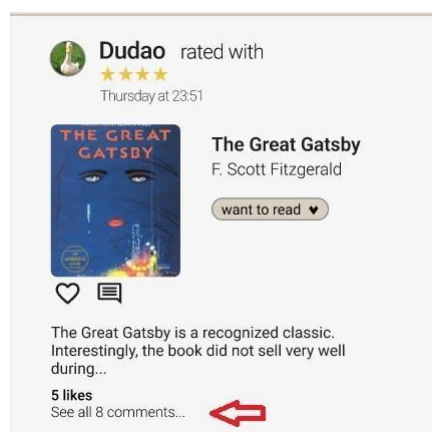 Dudao rated with
Thursday at 23:51
THE GREAT
GATSBY
The Great Gatsby
F. Scott Fitzgerald
want to read
The Great Gatsby is a recognized classic.
Interestingly, the book did not sell very well
during...
5 likes
See all 8 comments...